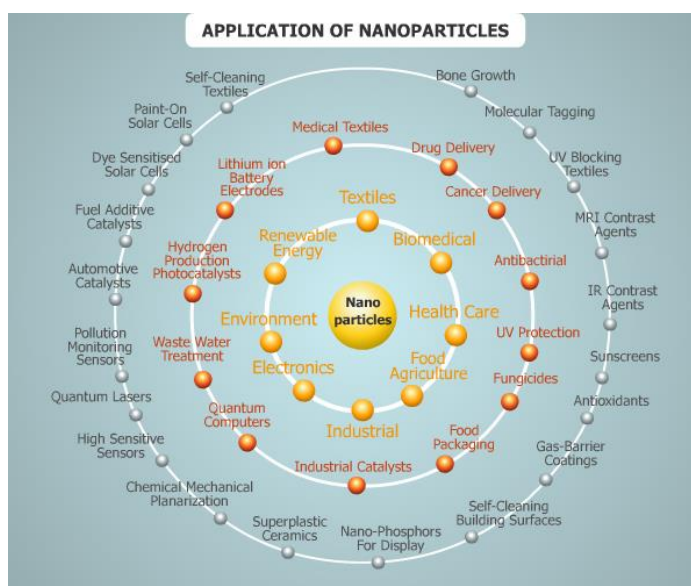 APPLICATION OF NANOPARTICLES
Self-Cleaning
Textiles
Bone Growth
Paint-On
Solar Cells
Molecular Tagging
Medical Textiles
Drug Delivery
Dye Sensitised
Solar Cells
Lithium ion
Battery
Electrodes
Cancer Delivery
UV Blocking
Textiles
Textiles
Fuel Additive
Catalysts
MRI Contrast
Agents
Renewable
Energy
Biomedical
Hydrogen
Production
Photocatalysts
Antibactirial
Automotive
Catalysts
IR Contrast
Agents
Nano
particles
Environment
Health Care
Pollution
Monitoring
Sensors
Waste Water
Treatment
UV Protection
Sunscreens
Electronics
Food
Agriculture
Fungicides
Quantum Lasers
Quantum
Computers
Antioxidants
Industrial
High Sensitive
Sensors
Food
Packaging
Gas-Barrier
Coatings
Industrial Catalysts
Chemical Mechanical
Planarization
Self-Cleaning
Building Surfaces
Superplastic
Ceramics
Nano-Phosphors
For Display